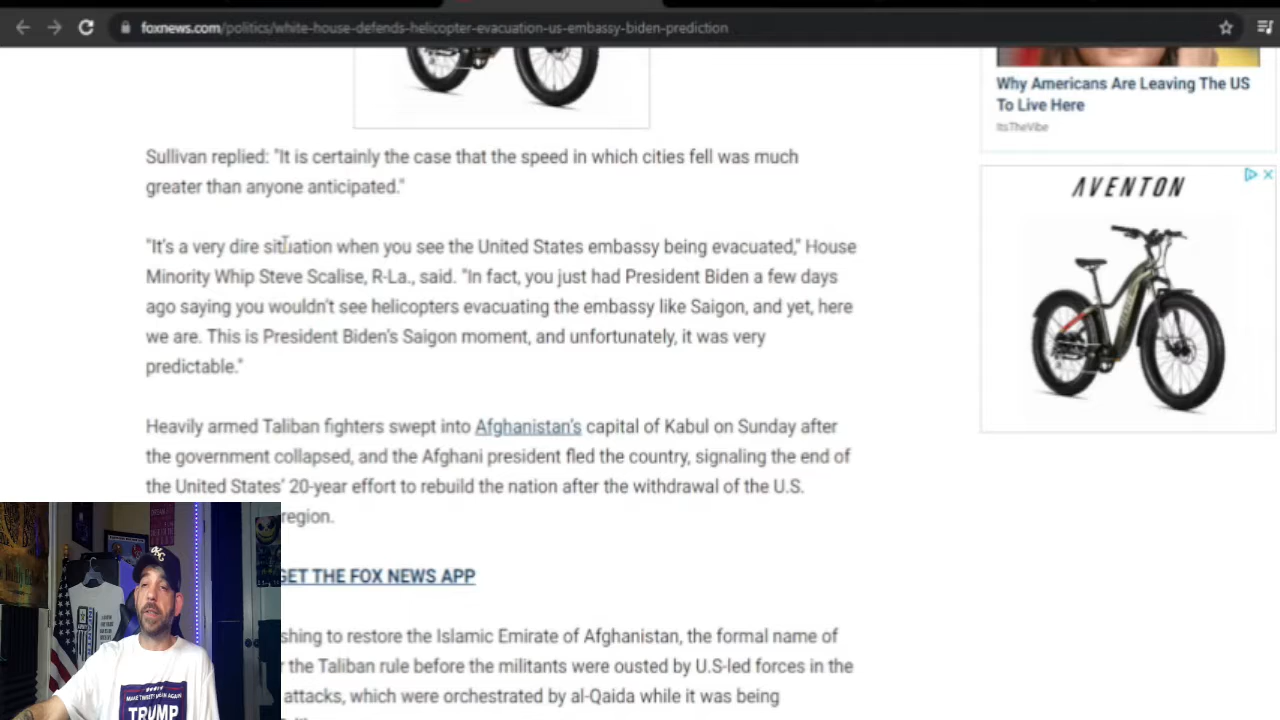 foxnews.com/politics/white-house-defends-helicopter-evacuation-us-embassy-biden-prediction
Why Americans Are Leaving The US
To Live Here
ItsTheVibe
AVENTON
Sullivan replied: "It is certainly the case that the speed in which cities fell was much
greater than anyone anticipated."
"It's a very dire situation when you see the United States embassy being evacuated," House
Minority Whip Steve Scalise, R-La., said. "In fact, you just had President Biden a few days
ago saying you wouldn't see helicopters evacuating the embassy like Saigon, and yet, here
we are. This is President Biden's Saigon moment, and unfortunately, it was very
predictable."
Heavily armed Taliban fighters swept into Afghanistan's capital of Kabul on Sunday after
the government collapsed, and the Afghani president fled the country, signaling the end of
the United States' 20-year effort to rebuild the nation after the withdrawal of the U.S.
region.
GET THE FOX NEWS APP
shing to restore the Islamic Emirate of Afghanistan, the formal name of
the Taliban rule before the militants were ousted by U.S-led forces in the
attacks, which were orchestrated by al-Qaida while it was being
MAKE TWEETS MEAN AGAIN
TRUMP